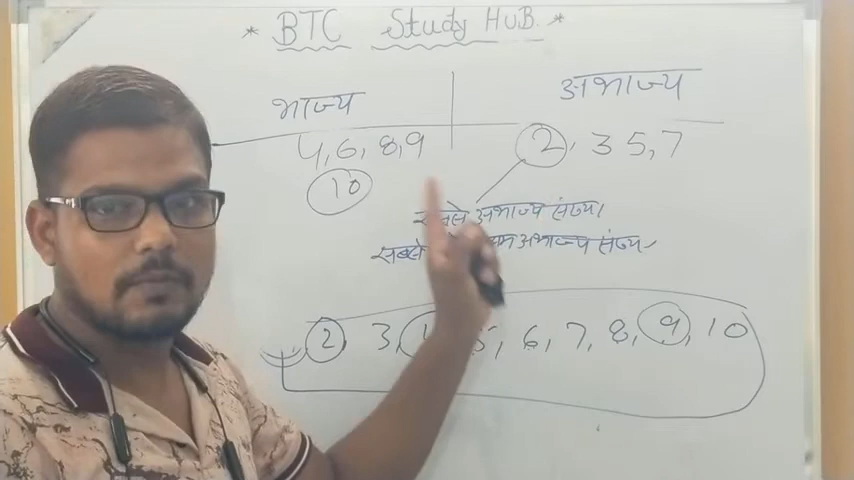 * BTC Study HUB. *
भाज्य
अभाज्य
4, 6, 8, 9
2, 3 5, 7
10
अभाज्य संख्या
सबसे अभाज्य संख्या
2, 3, 5, 6, 7, 8, 9, 10